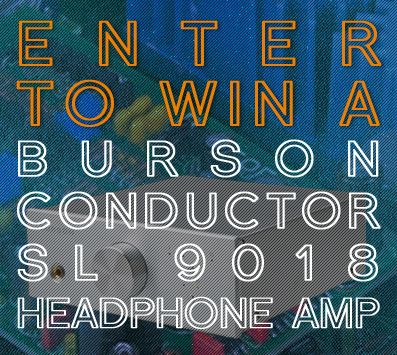 ENTER
TO WIN A
BURSON
CONDUCTOR
SL 9018
HEADPHONE AMP